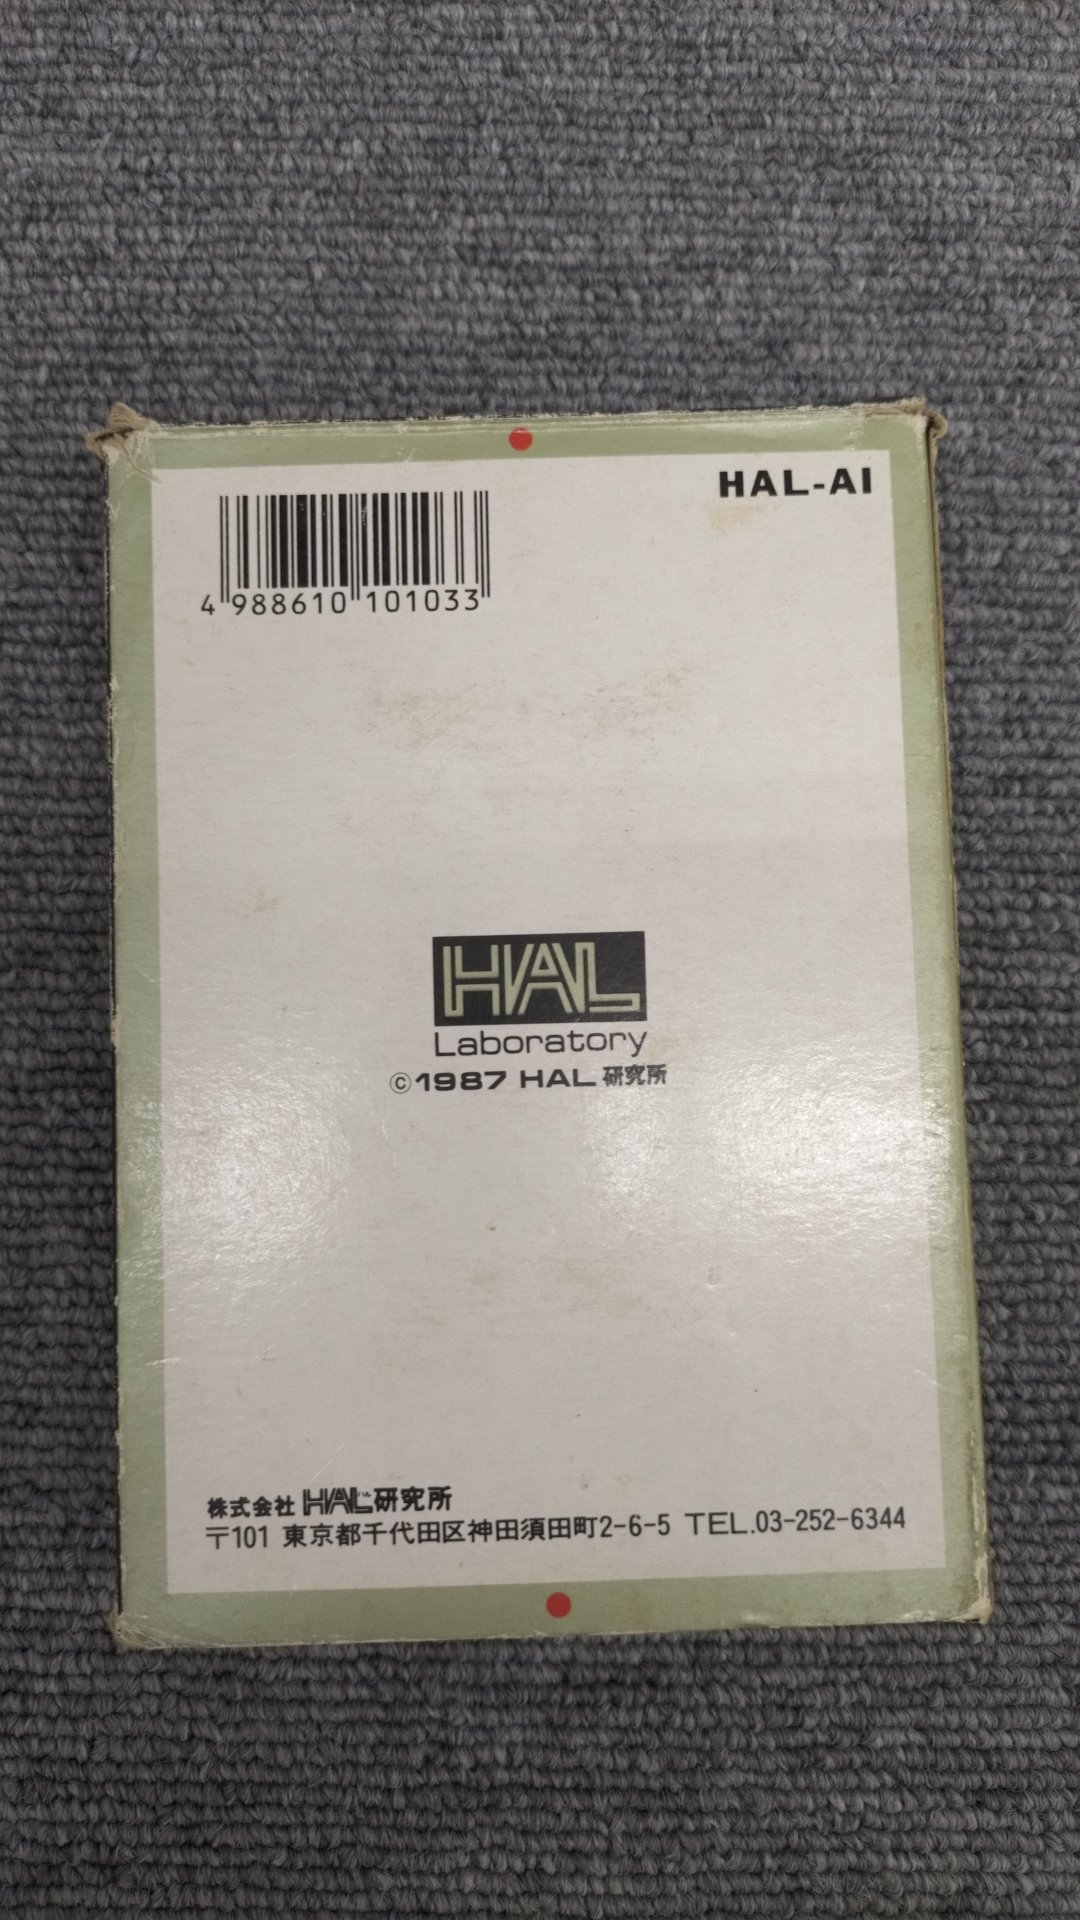 HAL-AI
4 988610 101033
HAL
Laboratory
©1987 HAL 研究所
株式会社 HAL研究所
〒101 東京都千代田区神田須田町2-6-5 TEL.03-252-6344